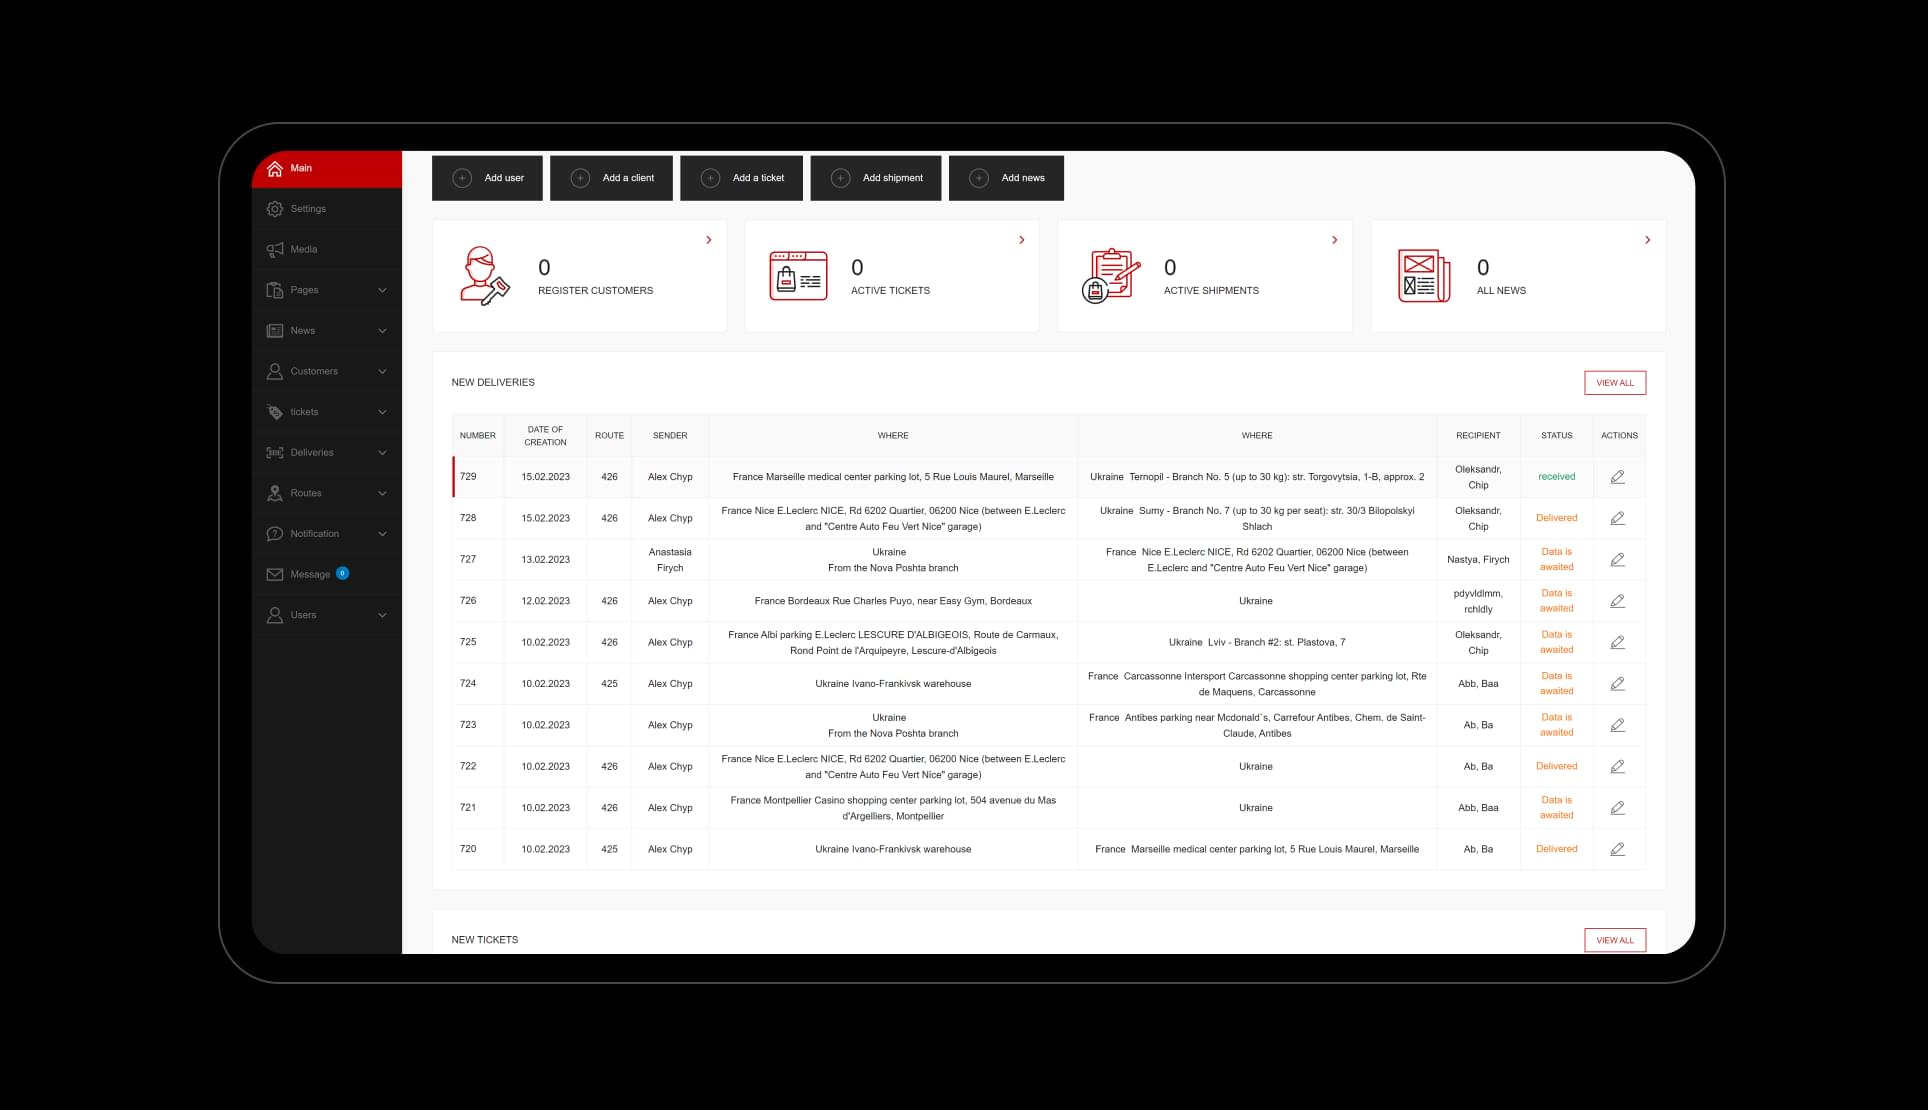 Main
Settings
Media
Pages
News
Customers
tickets
Deliveries
Routes
Notification
Message 0
Users
Add user
Add a client
Add a ticket
Add shipment
Add news
0
REGISTER CUSTOMERS
0
ACTIVE TICKETS
0
ACTIVE SHIPMENTS
0
ALL NEWS
NEW DELIVERIES
VIEW ALL
NUMBER
DATE OF
CREATION
ROUTE
SENDER
WHERE
WHERE
RECIPIENT
STATUS
ACTIONS
729
15.02.2023
426
Alex Chyp
France Marseille medical center parking lot, 5 Rue Louis Maurel, Marseille
Ukraine Ternopil - Branch No. 5 (up to 30 kg): str. Torgovytsia, 1-B, approx. 2
Oleksandr,
Chip
received
728
15.02.2023
426
Alex Chyp
France Nice E.Leclerc NICE, Rd 6202 Quartier, 06200 Nice (between E.Leclerc
and "Centre Auto Feu Vert Nice" garage)
Ukraine Sumy - Branch No. 7 (up to 30 kg per seat): str. 30/3 Bilopolskyi
Shlach
Oleksandr,
Chip
Delivered
727
13.02.2023
Anastasia
Firych
Ukraine
From the Nova Poshta branch
France Nice E.Leclerc NICE, Rd 6202 Quartier, 06200 Nice (between
E.Leclerc and "Centre Auto Feu Vert Nice" garage)
Nastya, Firych
Data is
awaited
726
12.02.2023
426
Alex Chyp
France Bordeaux Rue Charles Puyo, near Easy Gym, Bordeaux
Ukraine
pdyvldlmm,
rchldly
Data is
awaited
725
10.02.2023
426
Alex Chyp
France Albi parking E.Leclerc LESCURE D'ALBIGEOIS, Route de Carmaux,
Rond Point de l'Arquipeyre, Lescure-d'Albigeois
Ukraine Lviv - Branch #2: st. Plastova, 7
Oleksandr,
Chip
Data is
awaited
724
10.02.2023
425
Alex Chyp
Ukraine Ivano-Frankivsk warehouse
France Carcassonne Intersport Carcassonne shopping center parking lot, Rte
de Maquens, Carcassonne
Abb, Baa
Data is
awaited
723
10.02.2023
Alex Chyp
Ukraine
From the Nova Poshta branch
France Antibes parking near Mcdonald`s, Carrefour Antibes, Chem. de Saint-
Claude, Antibes
Ab, Ba
Data is
awaited
722
10.02.2023
426
Alex Chyp
France Nice E.Leclerc NICE, Rd 6202 Quartier, 06200 Nice (between E.Leclerc
and "Centre Auto Feu Vert Nice" garage)
Ukraine
Ab, Ba
Delivered
721
10.02.2023
426
Alex Chyp
France Montpellier Casino shopping center parking lot, 504 avenue du Mas
d'Argelliers, Montpellier
Ukraine
Abb, Baa
Data is
awaited
720
10.02.2023
425
Alex Chyp
Ukraine Ivano-Frankivsk warehouse
France Marseille medical center parking lot, 5 Rue Louis Maurel, Marseille
Ab, Ba
Delivered
NEW TICKETS
VIEW ALL